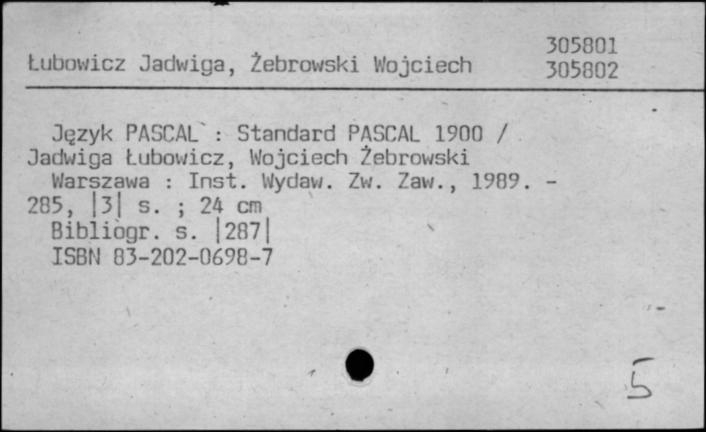 305801
Łubowicz Jadwiga, Żebrowski Wojciech 305802
Język PASCAL : Standard PASCAL 1900 /
Jadwiga Łubowicz, Wojciech Żebrowski
Warszawa : Inst. Wydaw. Zw. Zaw., 1989. -
285, |3| s. ; 24 cm
Bibliogr. s. |287|
ISBN 83-202-0698-7
5